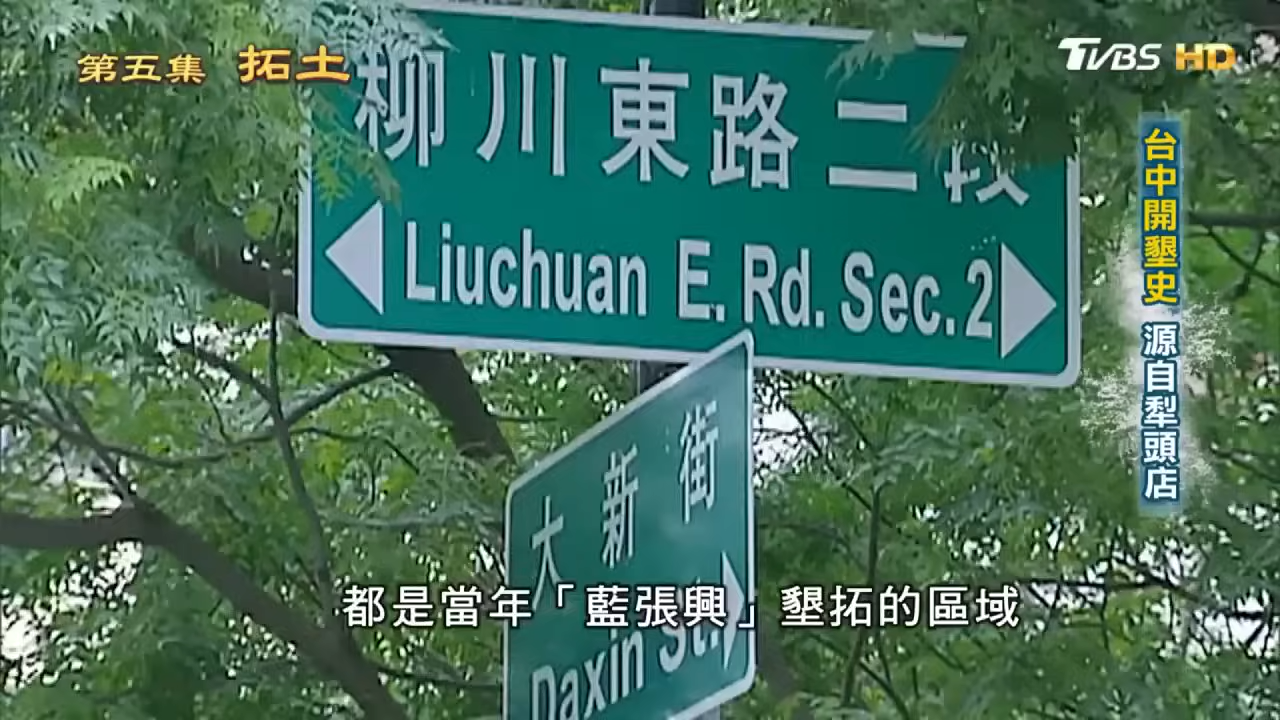 第五集 拓土
TVBS HD
柳川東路二段
Liuchuan E. Rd. Sec. 2
台中開墾史 源自犁頭店
大新街
Daxin St.
都是當年「藍張興」墾拓的區域